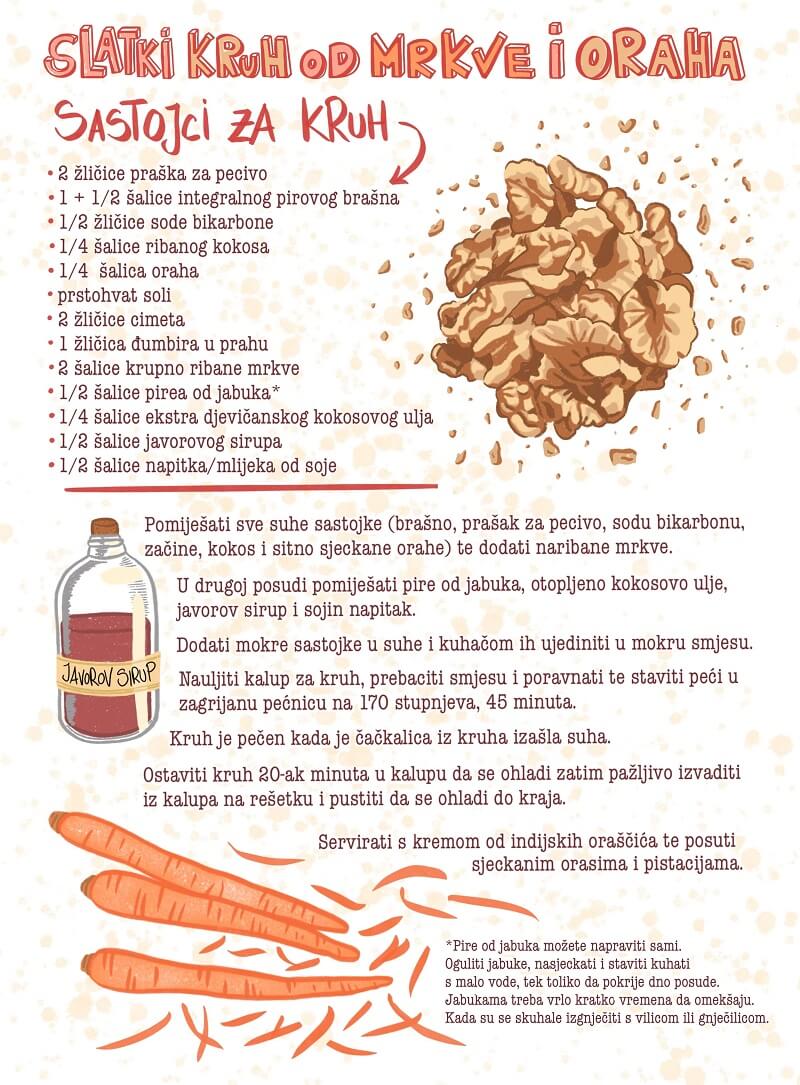 SLATKI KRUH OD MRKVE I ORAHA
SASTOJCI ZA KRUH
• 2 žličice praška za pecivo
• 1 + 1/2 šalice integralnog pirovog brašna
• 1/2 žličice sode bikarbone
• 1/4 šalice ribanog kokosa
• 1/4 šalica oraha
• prstohvat soli
• 2 žličice cimeta
• 1 žličica đumbira u prahu
• 2 šalice krupno ribane mrkve
• 1/2 šalice pirea od jabuka*
• 1/4 šalice ekstra djevičanskog kokosovog ulja
• 1/2 šalice javorovog sirupa
• 1/2 šalice napitka/mlijeka od soje
Pomiješati sve suhe sastojke (brašno, prašak za pecivo, sodu bikarbonu,
začine, kokos i sitno sjeckane orahe) te dodati naribane mrkve.
U drugoj posudi pomiješati pire od jabuka, otopljeno kokosovo ulje,
javorov sirup i sojin napitak.
JAVOROV SIRUP
Dodati mokre sastojke u suhe i kuhačom ih ujediniti u mokru smjesu.
Nauljiti kalup za kruh, prebaciti smjesu i poravnati te staviti peći u
zagrijanu pećnicu na 170 stupnjeva, 45 minuta.
Kruh je pečen kada je čačkalica iz kruha izašla suha.
Ostaviti kruh 20-ak minuta u kalupu da se ohladi zatim pažljivo izvaditi
iz kalupa na rešetku i pustiti da se ohladi do kraja.
Servirati s kremom od indijskih oraščića te posuti
sjeckanim orasima i pistacijama.
*Pire od jabuka možete napraviti sami.
Oguliti jabuke, nasjeckati i staviti kuhati
s malo vode, tek toliko da pokrije dno posude.
Jabukama treba vrlo kratko vremena da omekšaju.
Kada su se skuhale izgnječiti s vilicom ili gnječilicom.